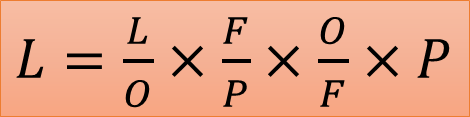 L = L/O × F/P × O/F × P